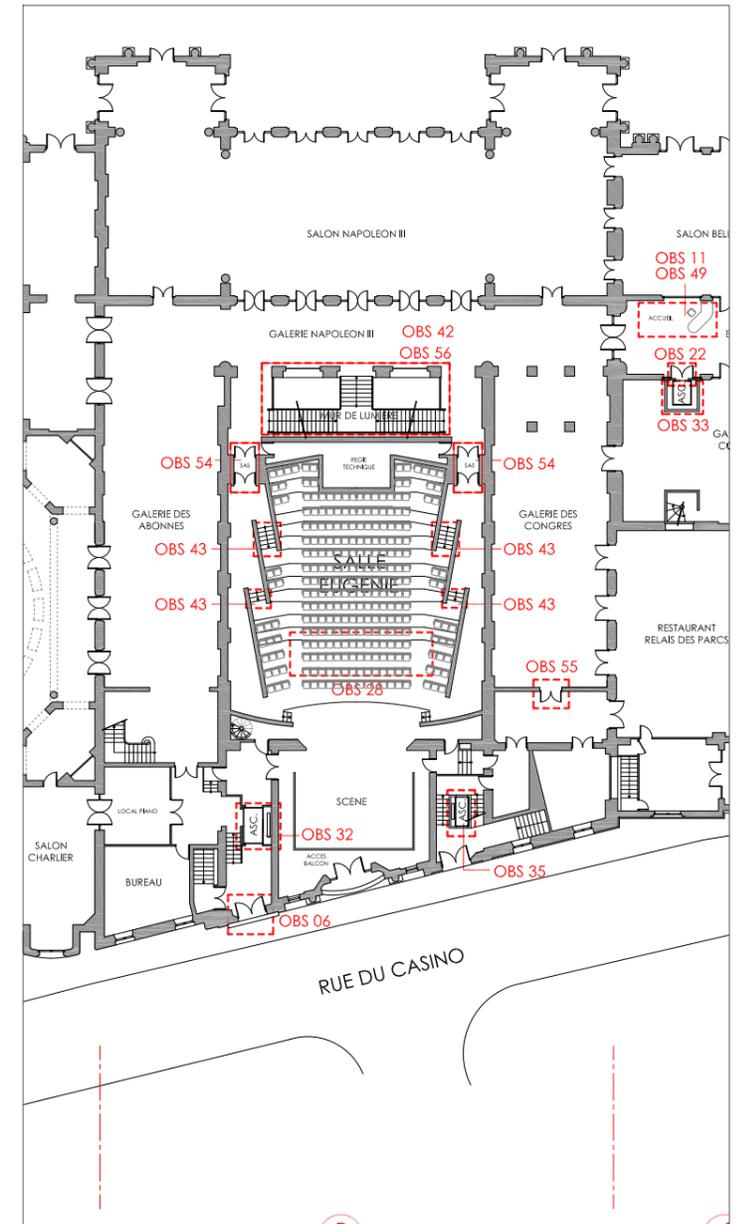 SALON NAPOLEON III
SALON BELL
OBS 11
OBS 49
ACCUEIL
GALERIE NAPOLEON III
OBS 42
OBS 56
OBS 22
ASC.
OBS 33
MUR DE LUMIERE
GA
CO
OBS 54
SAS
REGIE
TECHNIQUE
SAS
OBS 54
GALERIE DES
ABONNES
GALERIE DES
CONGRES
OBS 43
OBS 43
SALLE
EUGENIE
OBS 43
OBS 43
RESTAURANT
RELAIS DES PARCS
OBS 55
OBS 28
LOCAL PIANO
SCENE
ASC.
ASC.
OBS 32
SALON
CHARLIER
ACCES
BALCON
OBS 35
BUREAU
OBS 06
RUE DU CASINO